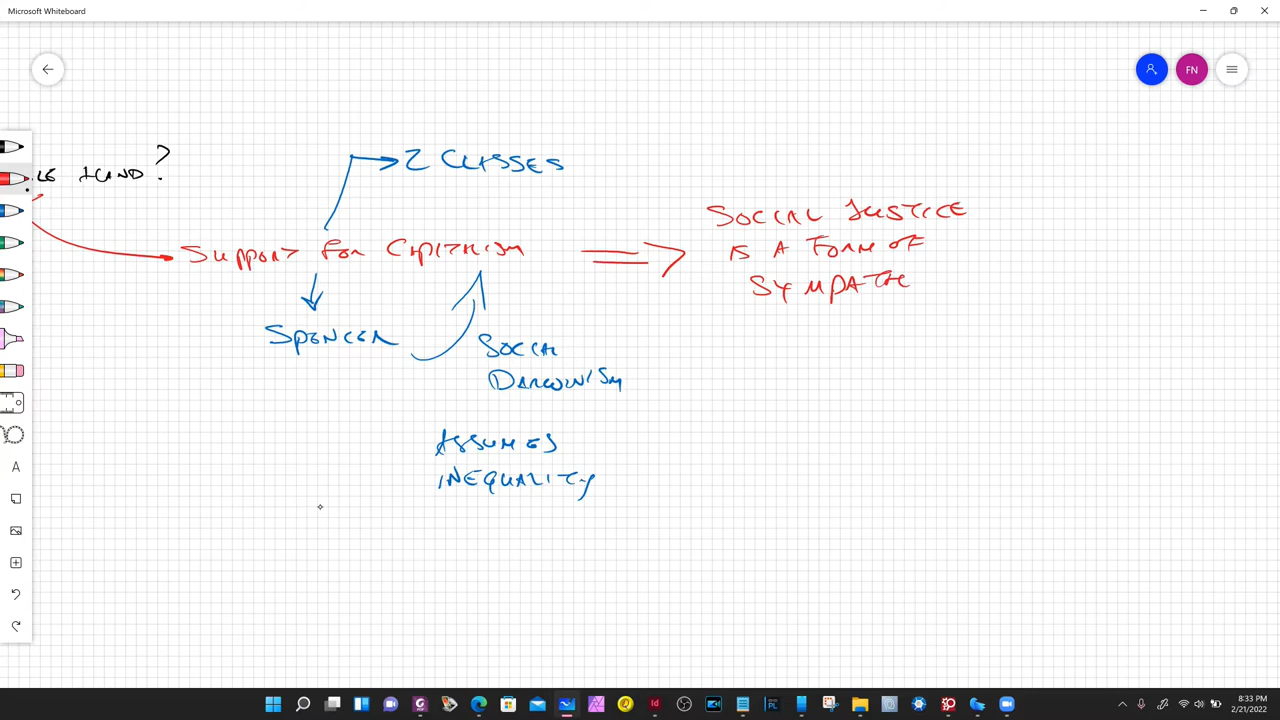 Microsoft Whiteboard
FN
LE HAND?
2 CLASSES
SUPPORT FOR CAPITALISM
SOCIAL JUSTICE
IS A FORM OF
SYMPATH
SPENCER
SOCIAL
DARWINISM
ASSUMES
INEQUALITY
A
8:33 PM
2/21/2022